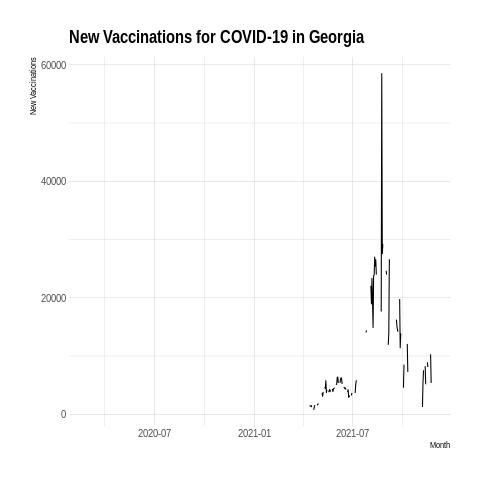 New Vaccinations for COVID-19 in Georgia
New Vaccinations
60000
40000
20000
0
2020-07
2021-01
2021-07
Month